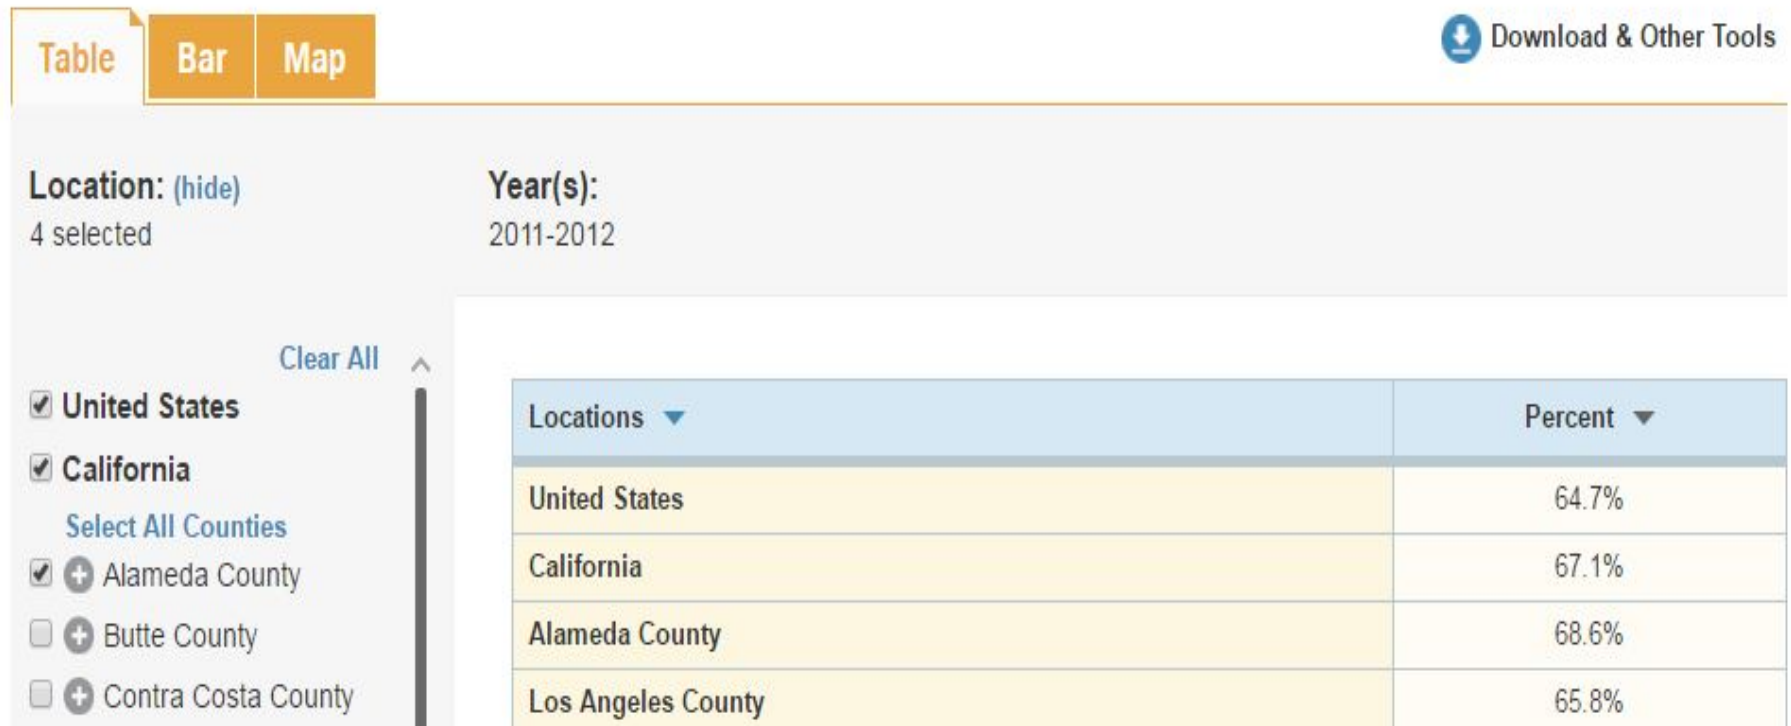 Table Bar Map Download & Other Tools
Location: (hide)
4 selected
Year(s):
2011-2012
Clear All
United States
California
Select All Counties
Alameda County
Butte County
Contra Costa County
Locations Percent
United States 64.7%
California 67.1%
Alameda County 68.6%
Los Angeles County 65.8%